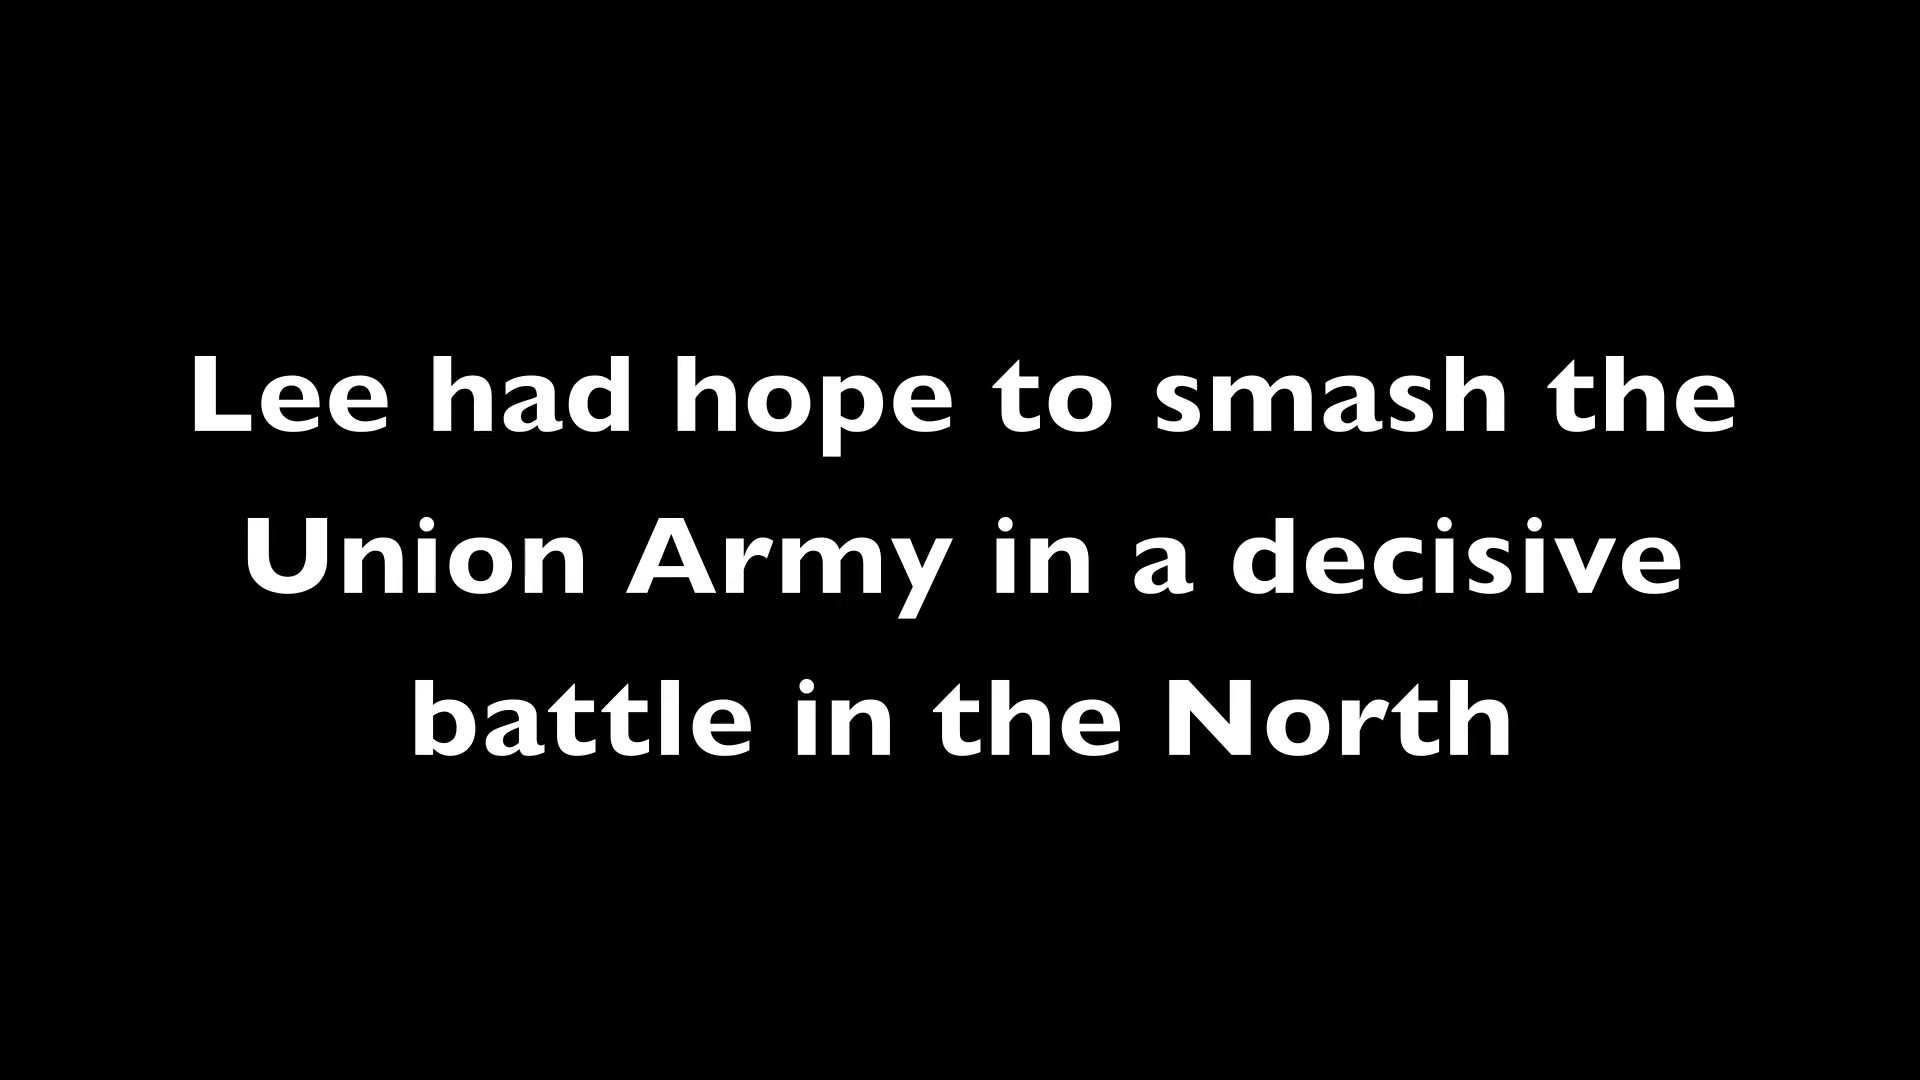 Lee had hope to smash the
Union Army in a decisive
battle in the North